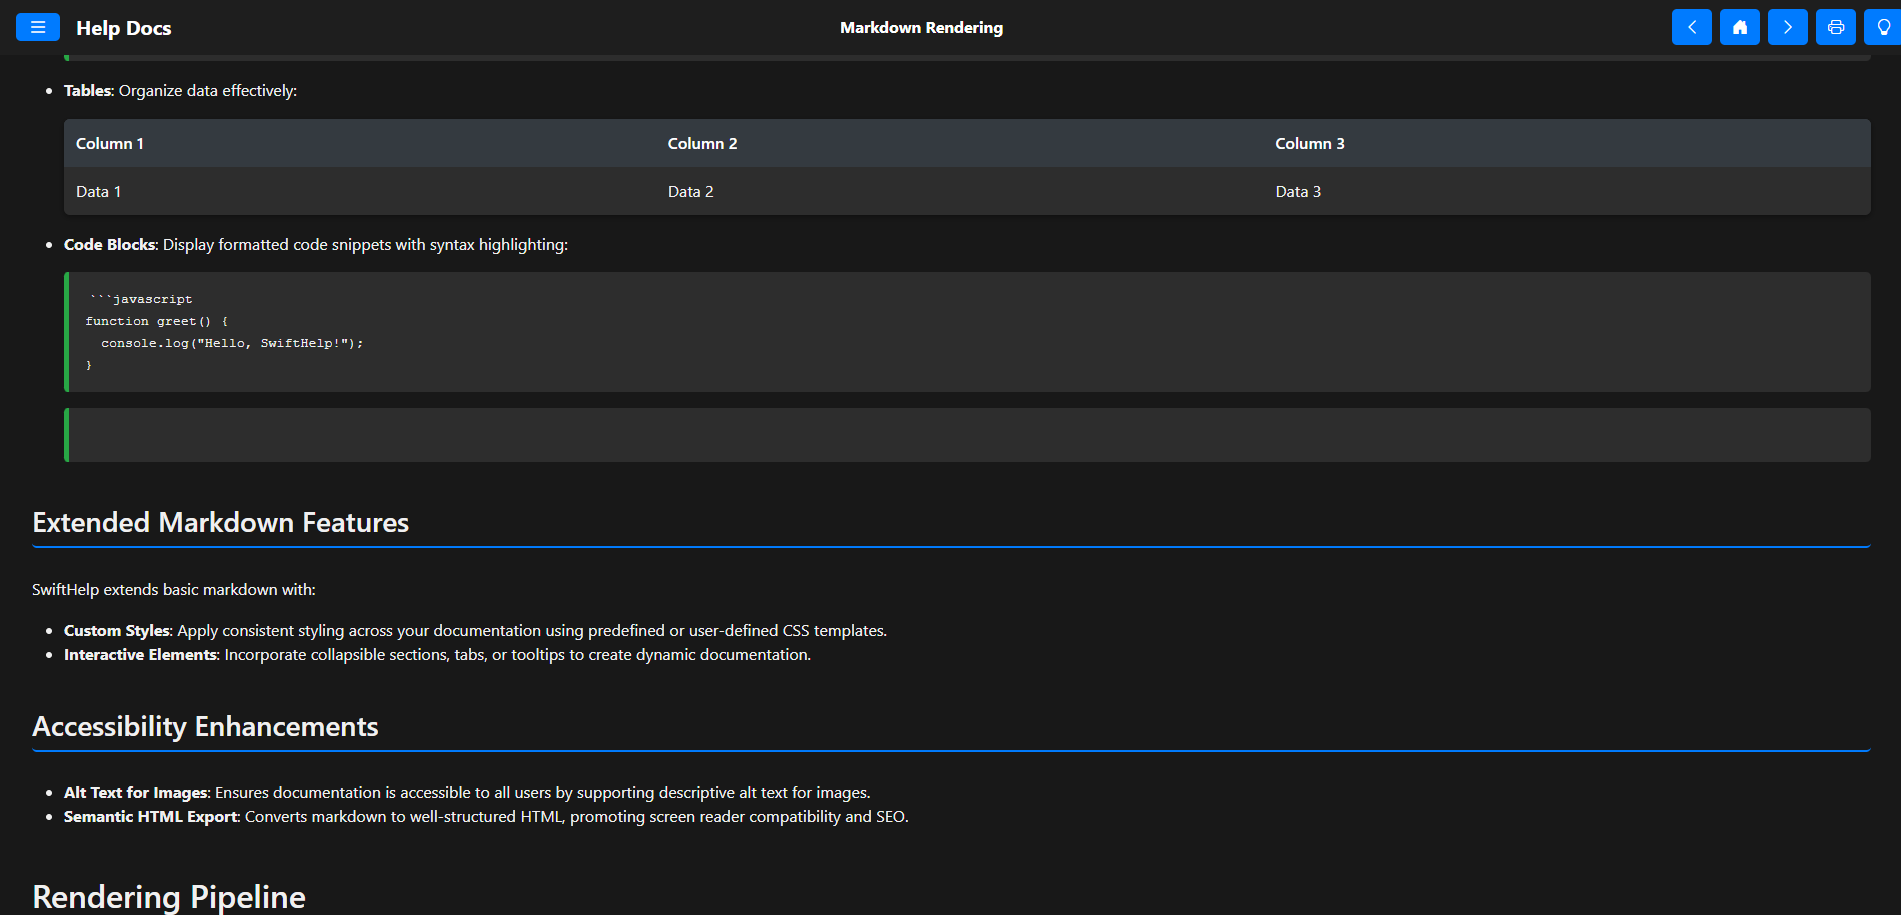 Help Docs
Markdown Rendering
Tables: Organize data effectively:
Column 1 Column 2 Column 3
Data 1 Data 2 Data 3
Code Blocks: Display formatted code snippets with syntax highlighting:
```javascript
function greet() {
  console.log("Hello, SwiftHelp!");
}
Extended Markdown Features
SwiftHelp extends basic markdown with:
Custom Styles: Apply consistent styling across your documentation using predefined or user-defined CSS templates.
Interactive Elements: Incorporate collapsible sections, tabs, or tooltips to create dynamic documentation.
Accessibility Enhancements
Alt Text for Images: Ensures documentation is accessible to all users by supporting descriptive alt text for images.
Semantic HTML Export: Converts markdown to well-structured HTML, promoting screen reader compatibility and SEO.
Rendering Pipeline